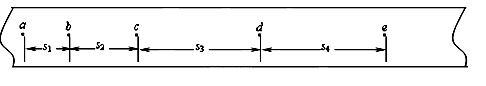 a b c d e
s₁ s₂ s₃ s₄